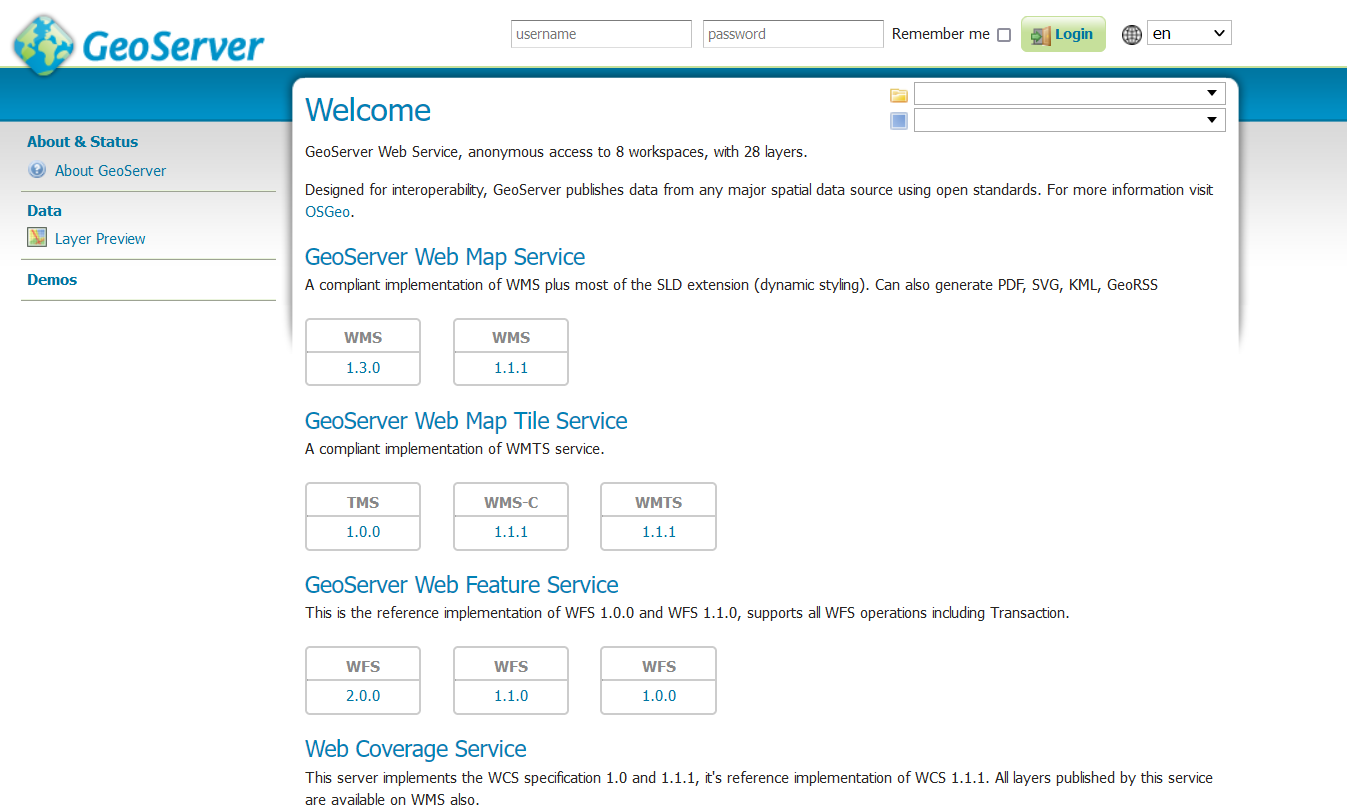 GeoServer
username
password
Remember me
Login
en
About & Status
About GeoServer
Data
Layer Preview
Demos
Welcome
GeoServer Web Service, anonymous access to 8 workspaces, with 28 layers.
Designed for interoperability, GeoServer publishes data from any major spatial data source using open standards. For more information visit
OSGeo.
GeoServer Web Map Service
A compliant implementation of WMS plus most of the SLD extension (dynamic styling). Can also generate PDF, SVG, KML, GeoRSS
WMS WMS
1.3.0 1.1.1
GeoServer Web Map Tile Service
A compliant implementation of WMTS service.
TMS WMS-C WMTS
1.0.0 1.1.1 1.1.1
GeoServer Web Feature Service
This is the reference implementation of WFS 1.0.0 and WFS 1.1.0, supports all WFS operations including Transaction.
WFS WFS WFS
2.0.0 1.1.0 1.0.0
Web Coverage Service
This server implements the WCS specification 1.0 and 1.1.1, it's reference implementation of WCS 1.1.1. All layers published by this service
are available on WMS also.